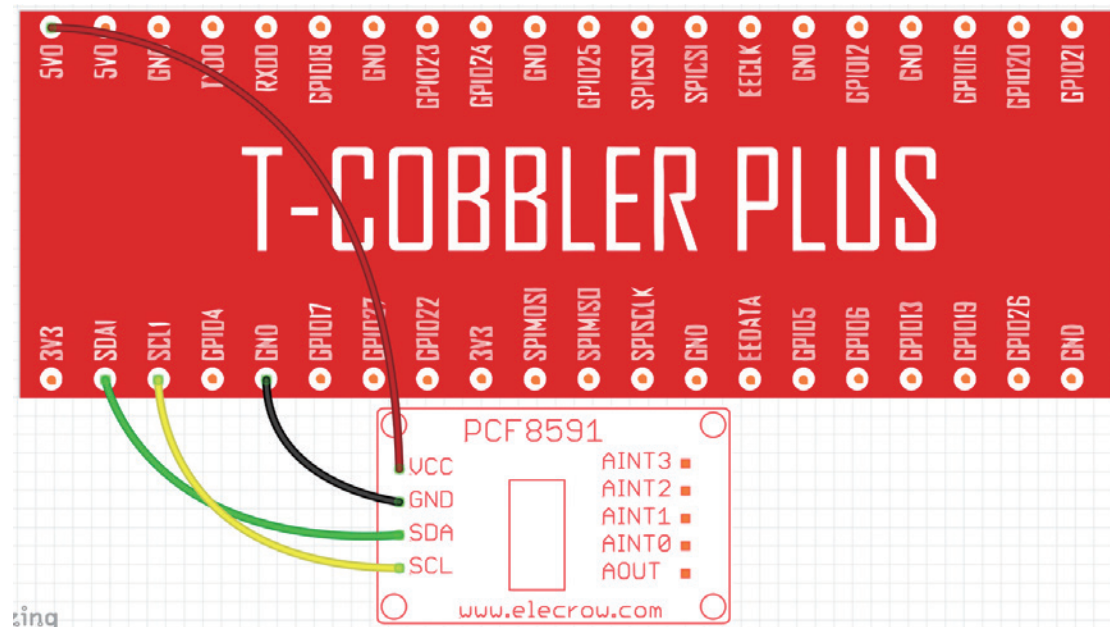 5V0 5V0 GND TXD0 RXD0 GPIO18 GND GPIO23 GPIO24 GND GPIO25 SPICS0 SPICS1 EECLK GND GPIO12 GND GPIO16 GPIO20 GPIO21
T-COBBLER PLUS
3V3 SDA1 SCL1 GPIO4 GND GPIO17 GPIO27 GPIO22 3V3 SPIMOSI SPIMISO SPISCLK GND EEDATA GPIO5 GPIO6 GPIO13 GPIO19 GPIO26 GND
PCF8591
VCC AINT3
GND AINT2
SDA AINT1
SCL AINT0
AOUT
www.elecrow.com
zing